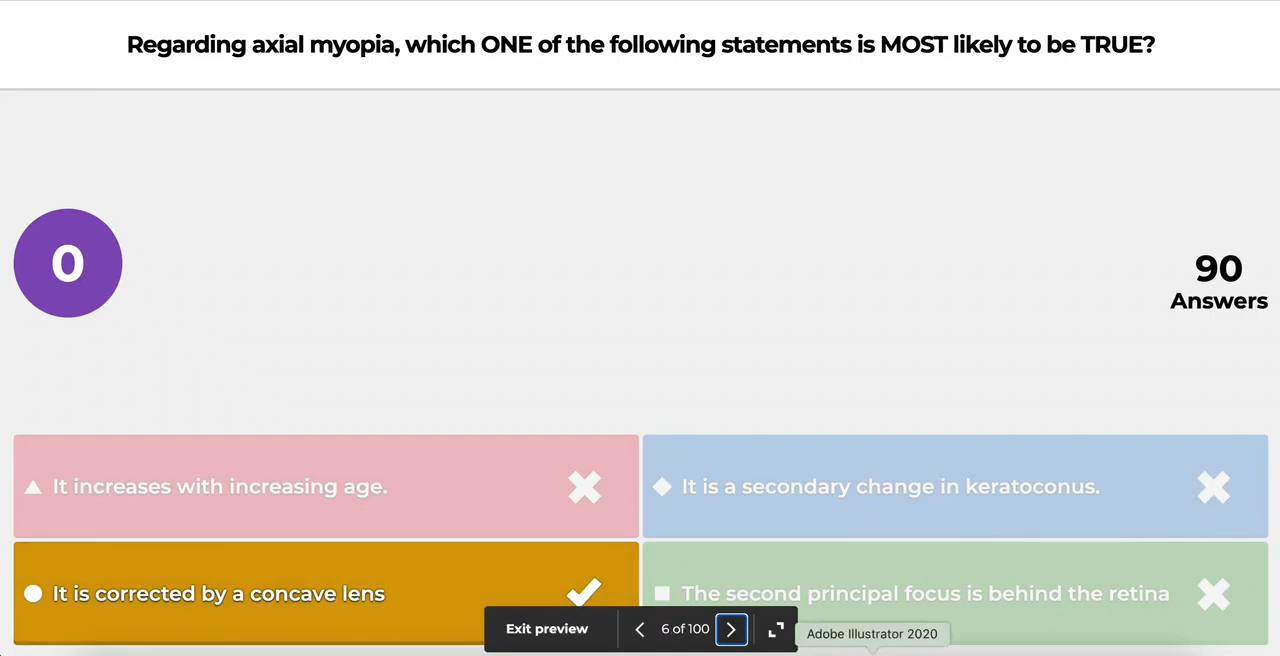 Regarding axial myopia, which ONE of the following statements is MOST likely to be TRUE?
0
90
Answers
It increases with increasing age.
It is a secondary change in keratoconus.
It is corrected by a concave lens
The second principal focus is behind the retina
Exit preview
6 of 100
Adobe Illustrator 2020